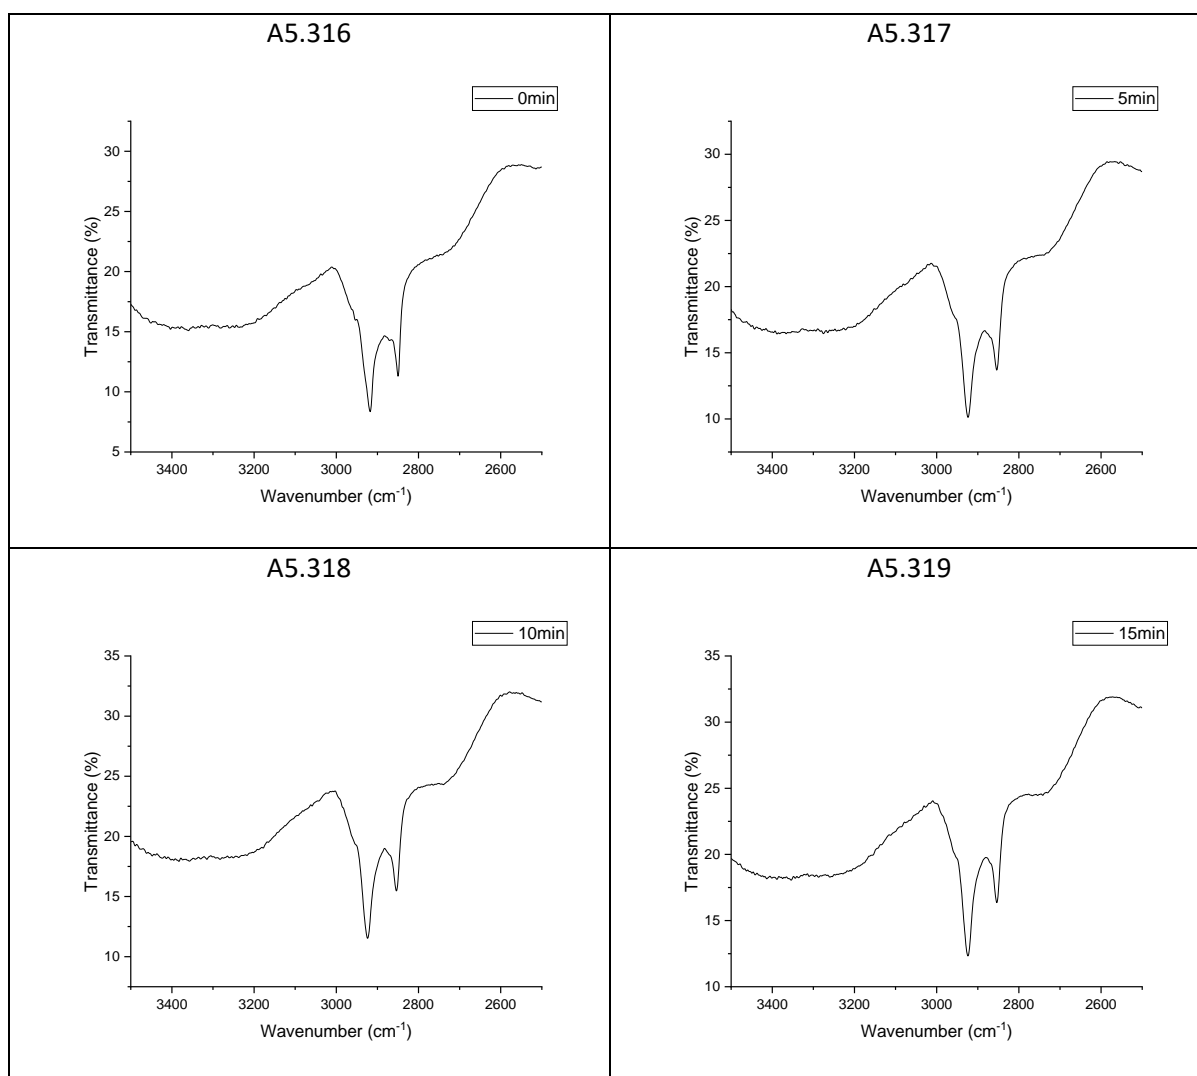 A5.316
0min
30
25
20
15
10
5
3400 3200 3000 2800 2600
Transmittance (%)
Wavenumber (cm-1)
A5.317
5min
30
25
20
15
10
3400 3200 3000 2800 2600
Transmittance (%)
Wavenumber (cm-1)
A5.318
10min
35
30
25
20
15
10
3400 3200 3000 2800 2600
Transmittance (%)
Wavenumber (cm-1)
A5.319
15min
35
30
25
20
15
10
3400 3200 3000 2800 2600
Transmittance (%)
Wavenumber (cm-1)